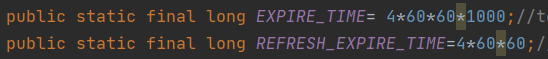 public static final long EXPIRE_TIME= 4*60*60*1000;//t
public static final long REFRESH_EXPIRE_TIME=4*60*60;/